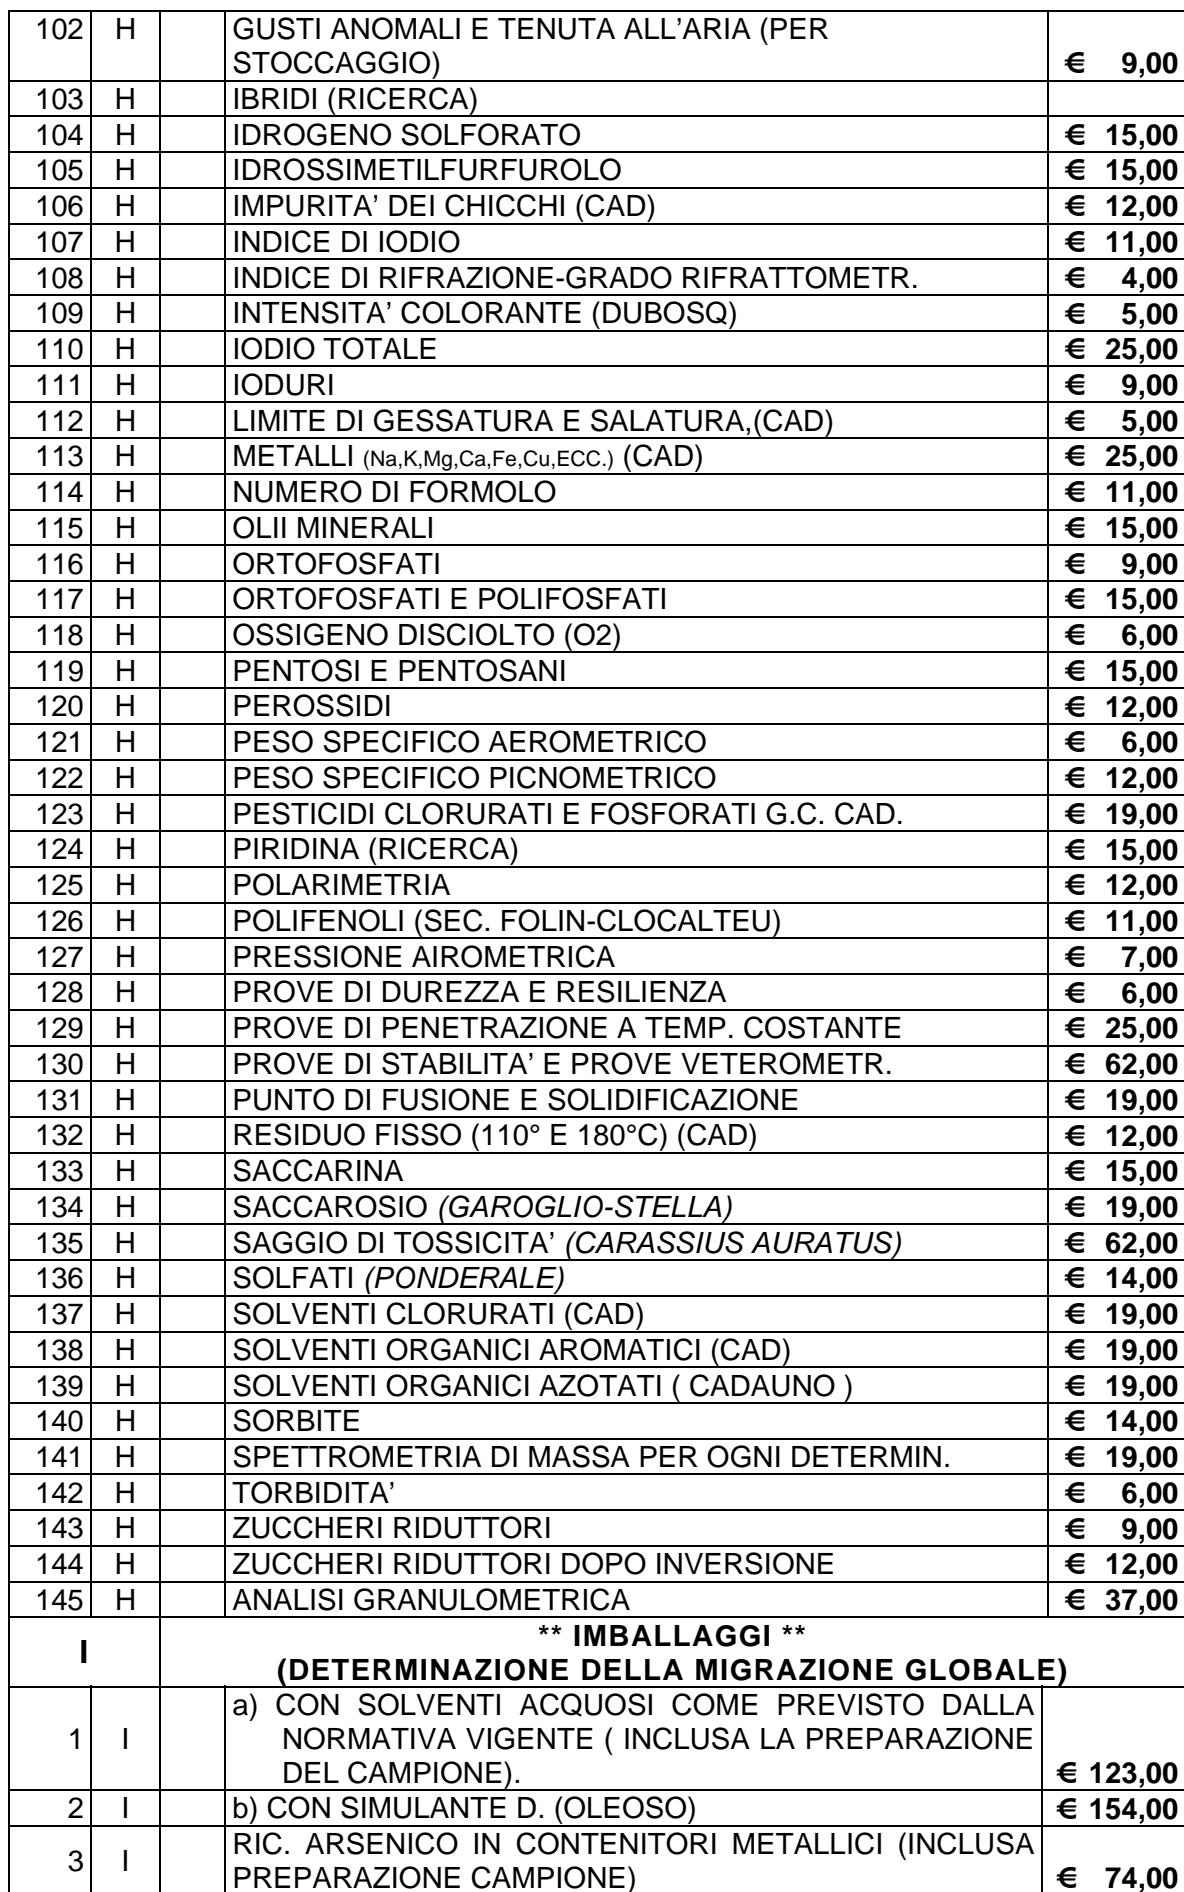 102 H GUSTI ANOMALI E TENUTA ALL’ARIA (PER
STOCCAGGIO) € 9,00
103 H IBRIDI (RICERCA)
104 H IDROGENO SOLFORATO € 15,00
105 H IDROSSIMETILFURFUROLO € 15,00
106 H IMPURITA’ DEI CHICCHI (CAD) € 12,00
107 H INDICE DI IODIO € 11,00
108 H INDICE DI RIFRAZIONE-GRADO RIFRATTOMETR. € 4,00
109 H INTENSITA’ COLORANTE (DUBOSQ) € 5,00
110 H IODIO TOTALE € 25,00
111 H IODURI € 9,00
112 H LIMITE DI GESSATURA E SALATURA,(CAD) € 5,00
113 H METALLI (Na,K,Mg,Ca,Fe,Cu,ECC.) (CAD) € 25,00
114 H NUMERO DI FORMOLO € 11,00
115 H OLII MINERALI € 15,00
116 H ORTOFOSFATI € 9,00
117 H ORTOFOSFATI E POLIFOSFATI € 15,00
118 H OSSIGENO DISCIOLTO (O2) € 6,00
119 H PENTOSI E PENTOSANI € 15,00
120 H PEROSSIDI € 12,00
121 H PESO SPECIFICO AEROMETRICO € 6,00
122 H PESO SPECIFICO PICNOMETRICO € 12,00
123 H PESTICIDI CLORURATI E FOSFORATI G.C. CAD. € 19,00
124 H PIRIDINA (RICERCA) € 15,00
125 H POLARIMETRIA € 12,00
126 H POLIFENOLI (SEC. FOLIN-CLOCALTEU) € 11,00
127 H PRESSIONE AIROMETRICA € 7,00
128 H PROVE DI DUREZZA E RESILIENZA € 6,00
129 H PROVE DI PENETRAZIONE A TEMP. COSTANTE € 25,00
130 H PROVE DI STABILITA’ E PROVE VETEROMETR. € 62,00
131 H PUNTO DI FUSIONE E SOLIDIFICAZIONE € 19,00
132 H RESIDUO FISSO (110° E 180°C) (CAD) € 12,00
133 H SACCARINA € 15,00
134 H SACCAROSIO (GAROGLIO-STELLA) € 19,00
135 H SAGGIO DI TOSSICITA’ (CARASSIUS AURATUS) € 62,00
136 H SOLFATI (PONDERALE) € 14,00
137 H SOLVENTI CLORURATI (CAD) € 19,00
138 H SOLVENTI ORGANICI AROMATICI (CAD) € 19,00
139 H SOLVENTI ORGANICI AZOTATI ( CADAUNO ) € 19,00
140 H SORBITE € 14,00
141 H SPETTROMETRIA DI MASSA PER OGNI DETERMIN. € 19,00
142 H TORBIDITA’ € 6,00
143 H ZUCCHERI RIDUTTORI € 9,00
144 H ZUCCHERI RIDUTTORI DOPO INVERSIONE € 12,00
145 H ANALISI GRANULOMETRICA € 37,00
I ** IMBALLAGGI **
(DETERMINAZIONE DELLA MIGRAZIONE GLOBALE)
1 I a) CON SOLVENTI ACQUOSI COME PREVISTO DALLA
NORMATIVA VIGENTE ( INCLUSA LA PREPARAZIONE
DEL CAMPIONE). € 123,00
2 I b) CON SIMULANTE D. (OLEOSO) € 154,00
3 I RIC. ARSENICO IN CONTENITORI METALLICI (INCLUSA
PREPARAZIONE CAMPIONE) € 74,00